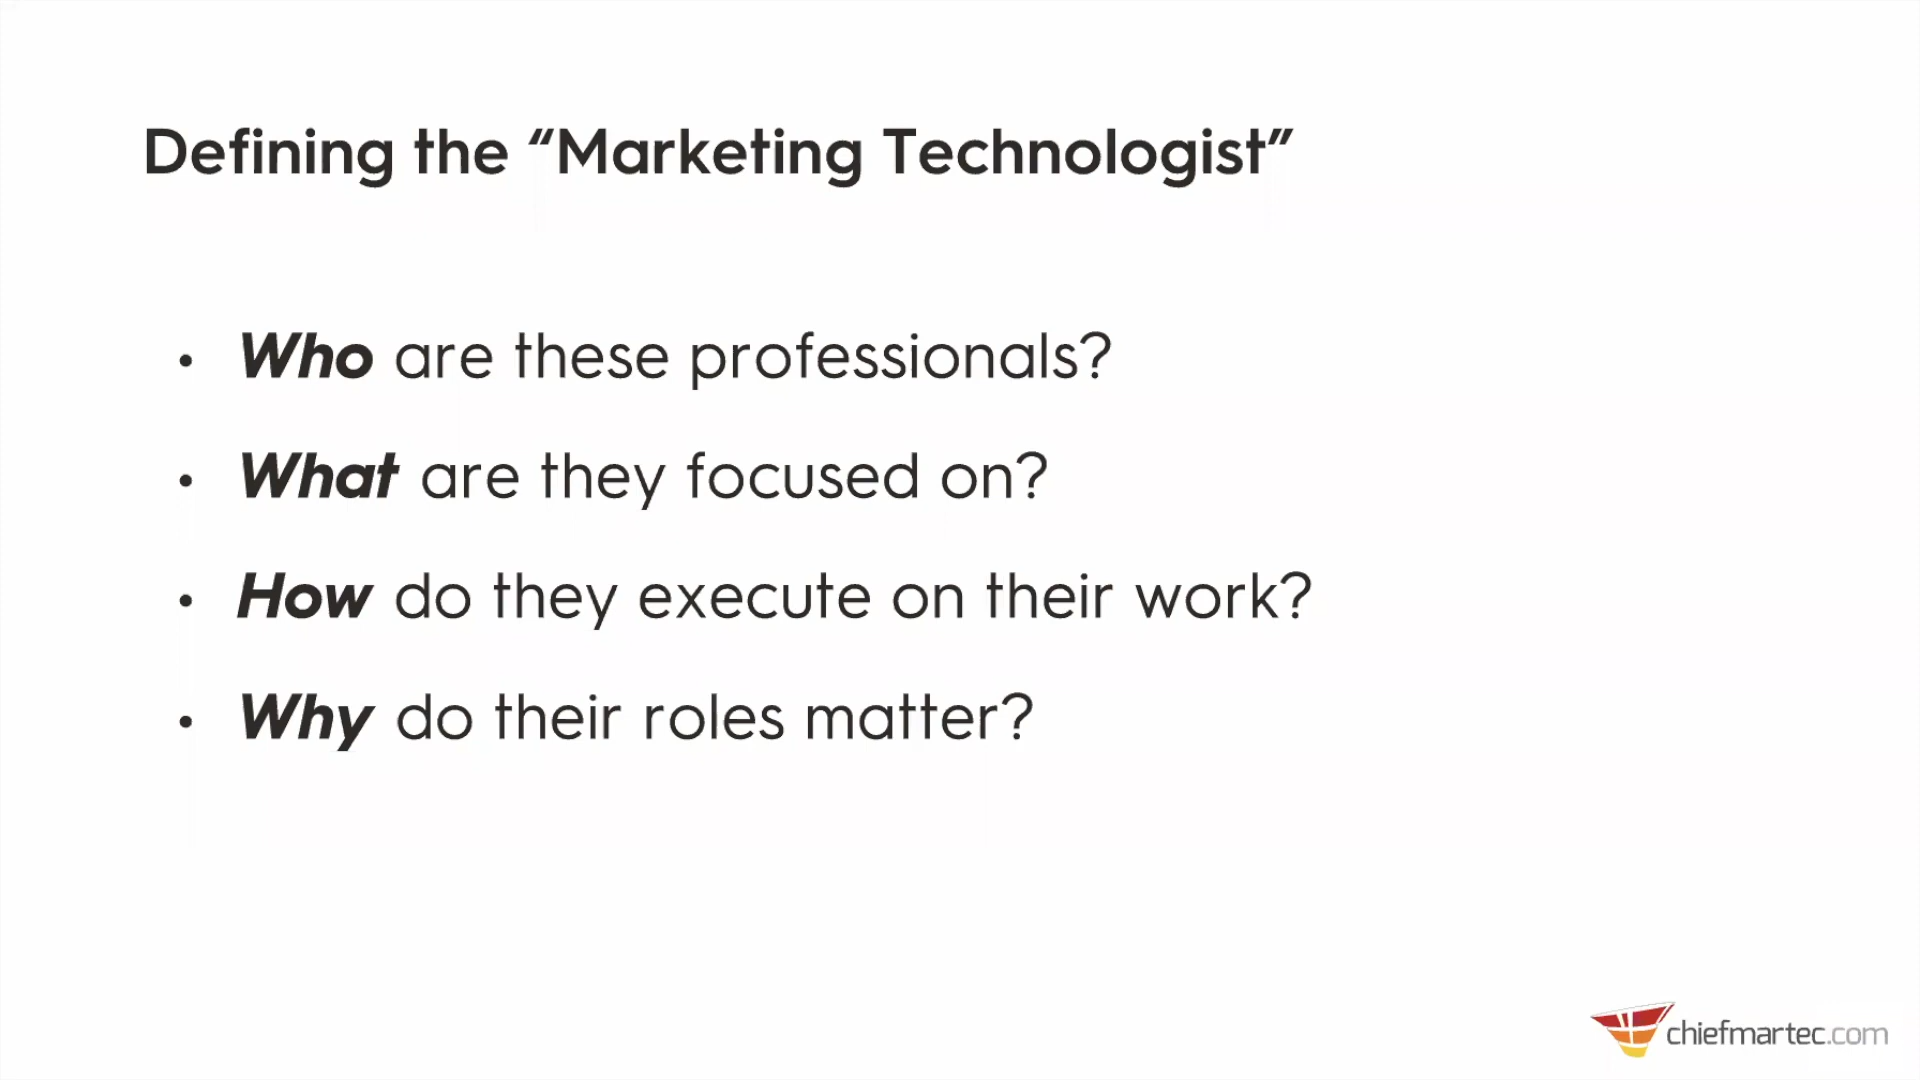 Defining the “Marketing Technologist”
• Who are these professionals?
• What are they focused on?
• How do they execute on their work?
• Why do their roles matter?
chiefmartec.com